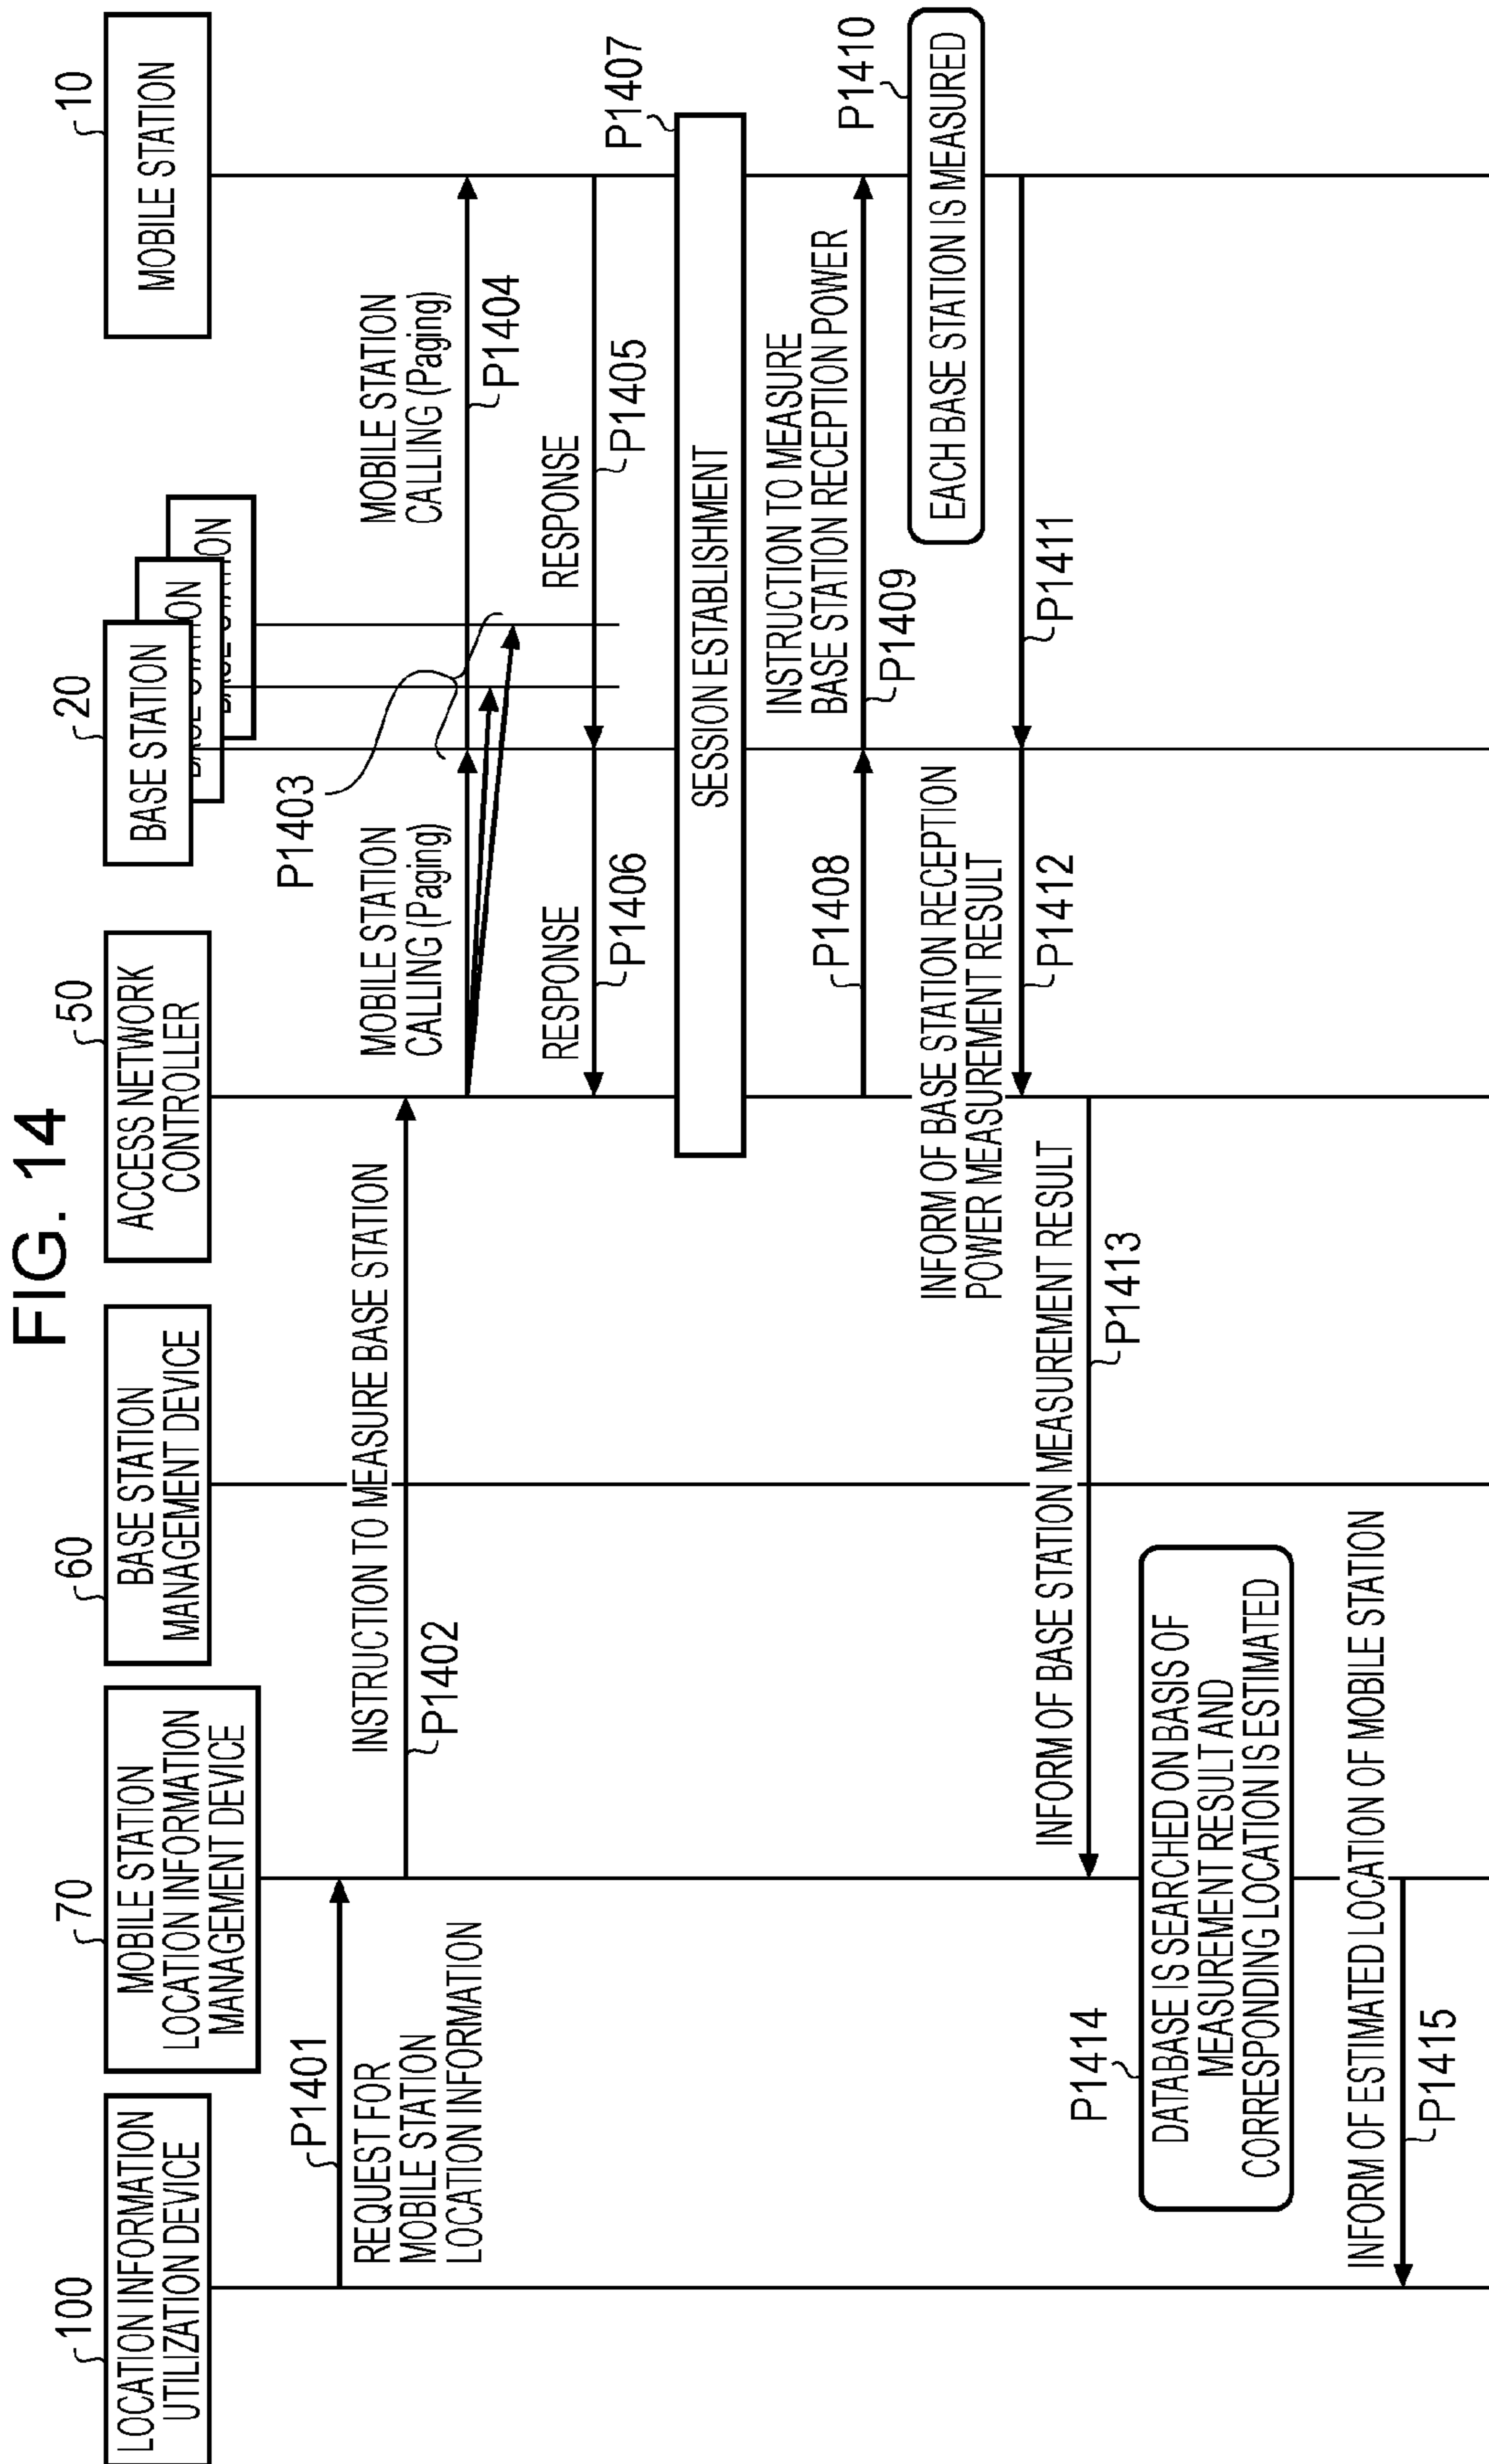 FIG. 14
100
LOCATION INFORMATION
UTILIZATION DEVICE
70
MOBILE STATION
LOCATION INFORMATION
MANAGEMENT DEVICE
60
BASE STATION
MANAGEMENT DEVICE
50
ACCESS NETWORK
CONTROLLER
20
BASE STATION
BASE STATION
BASE STATION
10
MOBILE STATION
P1401
REQUEST FOR
MOBILE STATION
LOCATION INFORMATION
INSTRUCTION TO MEASURE BASE STATION
P1402
P1403
MOBILE STATION
CALLING (Paging)
MOBILE STATION
CALLING (Paging)
P1404
RESPONSE
P1405
RESPONSE
P1406
P1407
SESSION ESTABLISHMENT
P1408
INSTRUCTION TO MEASURE
BASE STATION RECEPTION POWER
P1409
P1410
EACH BASE STATION IS MEASURED
P1411
INFORM OF BASE STATION RECEPTION
POWER MEASUREMENT RESULT
P1412
INFORM OF BASE STATION MEASUREMENT RESULT
P1413
P1414
DATABASE IS SEARCHED ON BASIS OF
MEASUREMENT RESULT AND
CORRESPONDING LOCATION IS ESTIMATED
INFORM OF ESTIMATED LOCATION OF MOBILE STATION
P1415